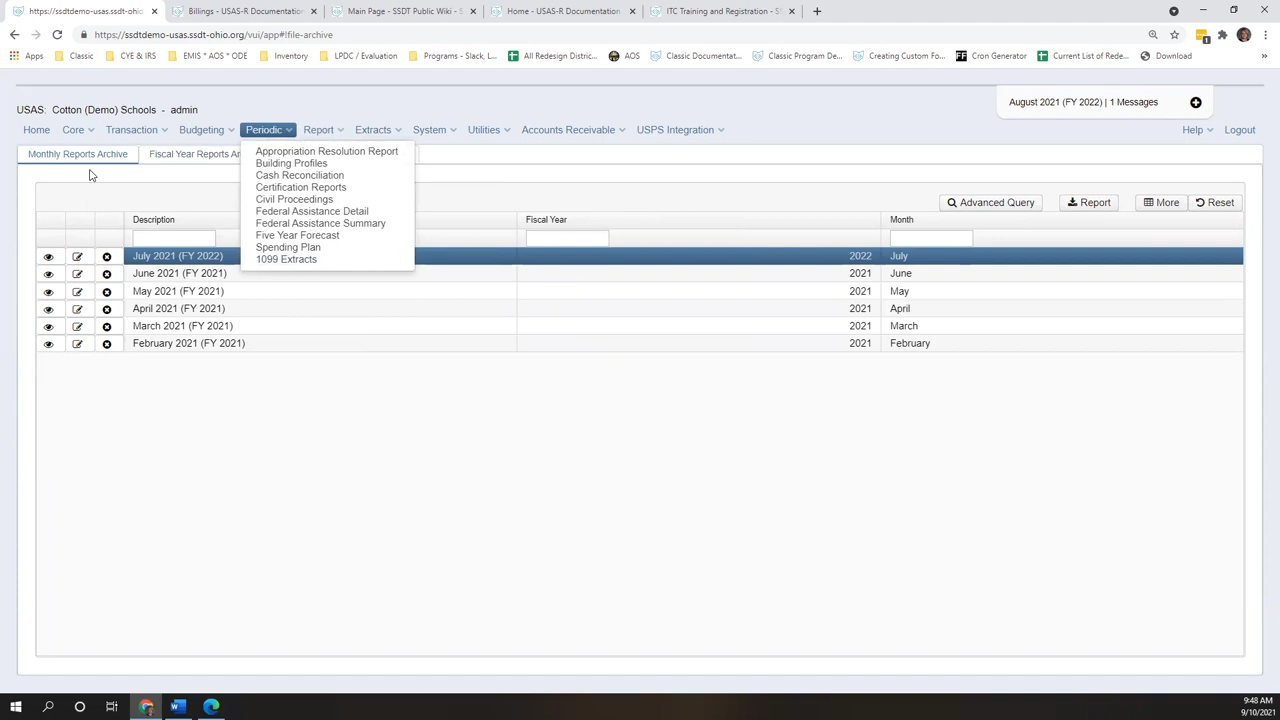 https://ssdtdemo-usas.ssdt-ohio
Billings - USAS-R Documentation
Main Page - SSDT Public Wiki - S
Home - USAS-R Documentation
ITC Training and Registration - S
https://ssdtdemo-usas.ssdt-ohio.org/vui/app#!file-archive
Apps
Classic
CYE & IRS
EMIS * AOS * ODE
Inventory
LPDC / Evaluation
Programs - Slack, L...
All Redesign Distric...
AOS
Classic Documentat...
Classic Program De...
Creating Custom Fo...
Cron Generator
Current List of Rede...
Download
»
USAS: Cotton (Demo) Schools - admin
August 2021 (FY 2022) | 1 Messages
Home
Core
Transaction
Budgeting
Periodic
Report
Extracts
System
Utilities
Accounts Receivable
USPS Integration
Help
Logout
Monthly Reports Archive
Fiscal Year Reports Ar
Appropriation Resolution Report
Building Profiles
Cash Reconciliation
Certification Reports
Civil Proceedings
Federal Assistance Detail
Federal Assistance Summary
Five Year Forecast
Spending Plan
1099 Extracts
Advanced Query
Report
More
Reset
Description
Fiscal Year
Month
July 2021 (FY 2022) 2022 July
June 2021 (FY 2021) 2021 June
May 2021 (FY 2021) 2021 May
April 2021 (FY 2021) 2021 April
March 2021 (FY 2021) 2021 March
February 2021 (FY 2021) 2021 February
9:48 AM
9/10/2021